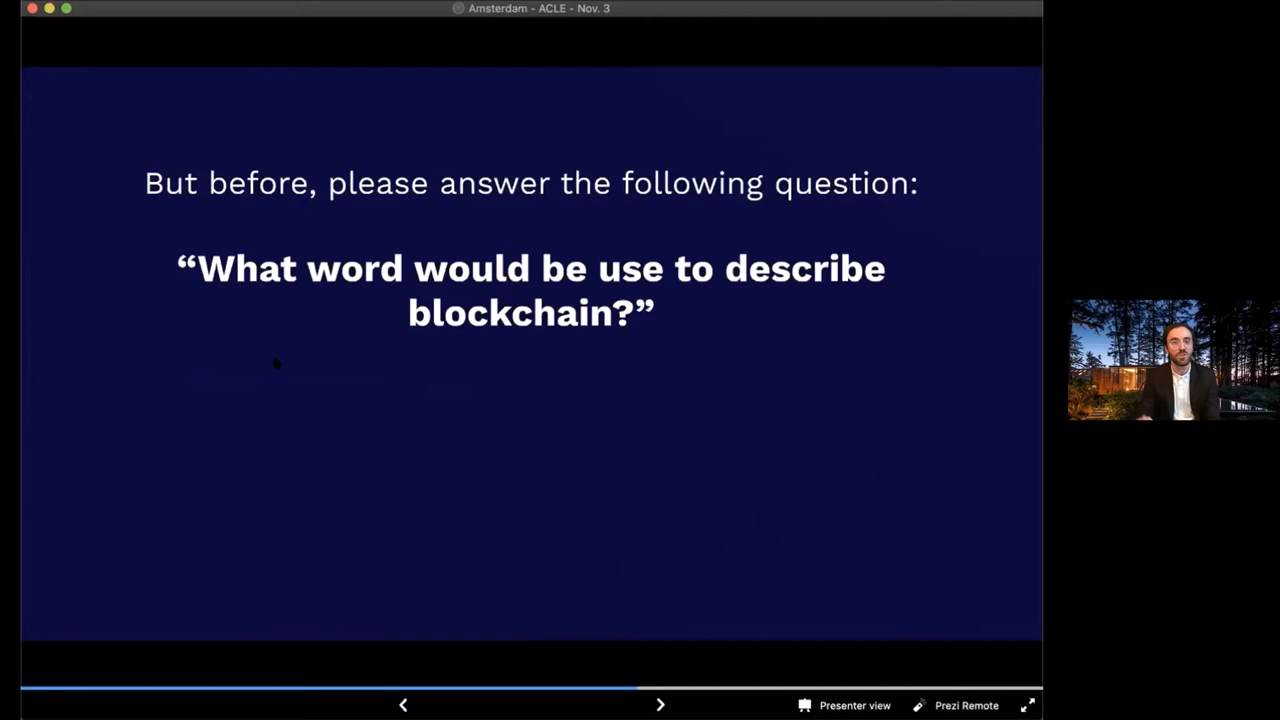 Amsterdam - ACLE - Nov. 3
But before, please answer the following question:
“What word would be use to describe
blockchain?”
Presenter view
Prezi Remote